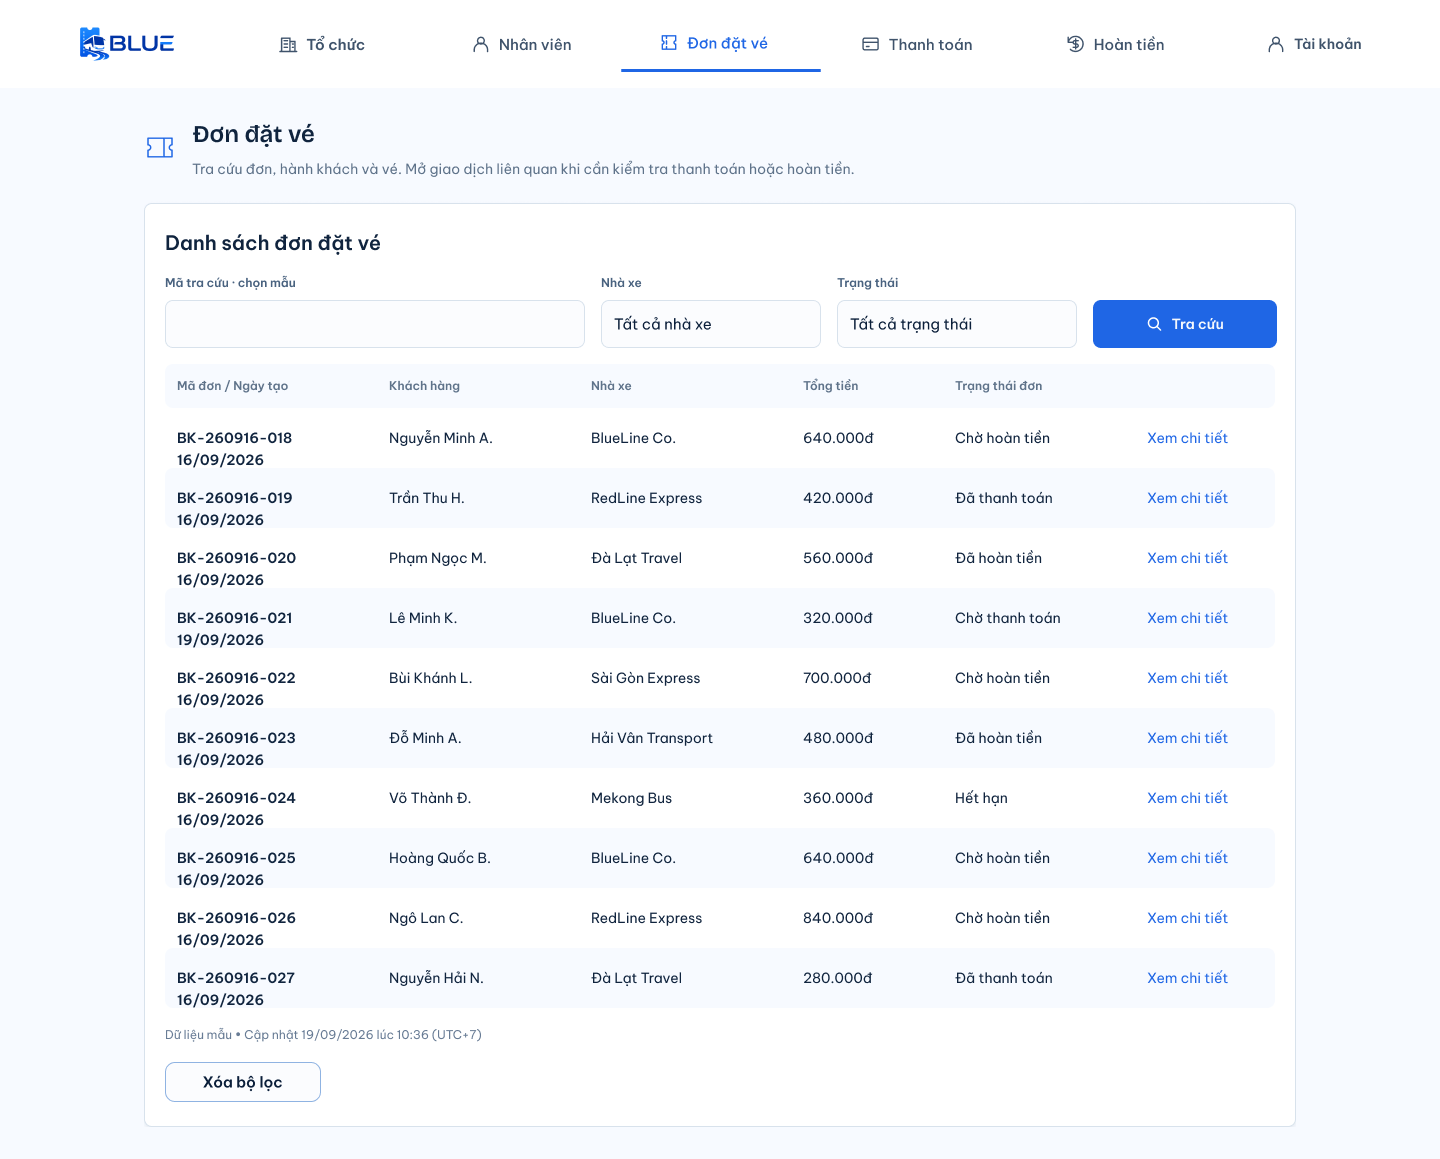 BLUE
Tổ chức
Nhân viên
Đơn đặt vé
Thanh toán
Hoàn tiền
Tài khoản
Đơn đặt vé
Tra cứu đơn, hành khách và vé. Mở giao dịch liên quan khi cần kiểm tra thanh toán hoặc hoàn tiền.
Danh sách đơn đặt vé
Mã tra cứu · chọn mẫu
Nhà xe
Trạng thái
Tất cả nhà xe
Tất cả trạng thái
Tra cứu
Mã đơn / Ngày tạo Khách hàng Nhà xe Tổng tiền Trạng thái đơn
BK-260916-018 Nguyễn Minh A. BlueLine Co. 640.000đ Chờ hoàn tiền Xem chi tiết
16/09/2026
BK-260916-019 Trần Thu H. RedLine Express 420.000đ Đã thanh toán Xem chi tiết
16/09/2026
BK-260916-020 Phạm Ngọc M. Đà Lạt Travel 560.000đ Đã hoàn tiền Xem chi tiết
16/09/2026
BK-260916-021 Lê Minh K. BlueLine Co. 320.000đ Chờ thanh toán Xem chi tiết
19/09/2026
BK-260916-022 Bùi Khánh L. Sài Gòn Express 700.000đ Chờ hoàn tiền Xem chi tiết
16/09/2026
BK-260916-023 Đỗ Minh A. Hải Vân Transport 480.000đ Đã hoàn tiền Xem chi tiết
16/09/2026
BK-260916-024 Võ Thành Đ. Mekong Bus 360.000đ Hết hạn Xem chi tiết
16/09/2026
BK-260916-025 Hoàng Quốc B. BlueLine Co. 640.000đ Chờ hoàn tiền Xem chi tiết
16/09/2026
BK-260916-026 Ngô Lan C. RedLine Express 840.000đ Chờ hoàn tiền Xem chi tiết
16/09/2026
BK-260916-027 Nguyễn Hải N. Đà Lạt Travel 280.000đ Đã thanh toán Xem chi tiết
16/09/2026
Dữ liệu mẫu • Cập nhật 19/09/2026 lúc 10:36 (UTC+7)
Xóa bộ lọc